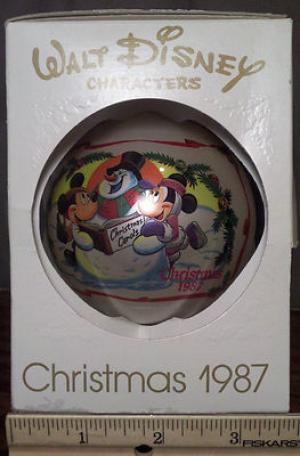 WALT DISNEY
CHARACTERS
Christmas
Carols
Christmas
1987
Christmas 1987
1 2 3 FISKARS